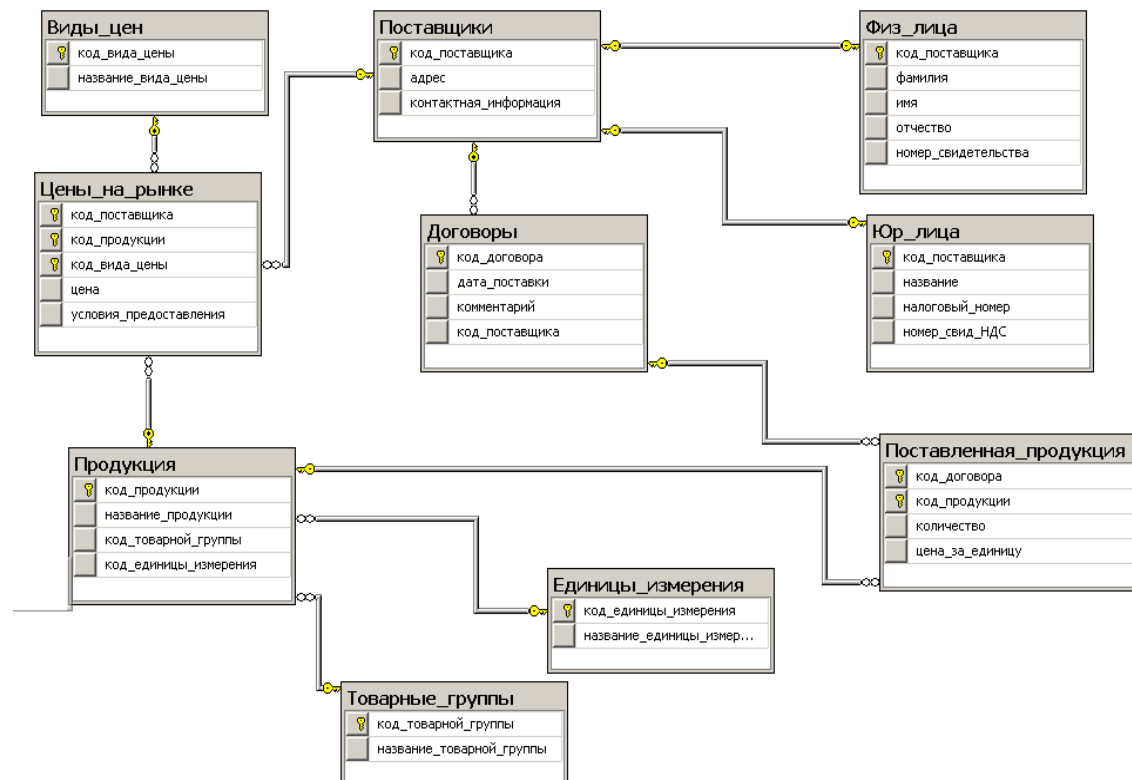 Виды_цен
код_вида_цены
название_вида_цены
Поставщики
код_поставщика
адрес
контактная_информация
Физ_лица
код_поставщика
фамилия
имя
отчество
номер_свидетельства
Цены_на_рынке
код_поставщика
код_продукции
код_вида_цены
цена
условия_предоставления
Договоры
код_договора
дата_поставки
комментарий
код_поставщика
Юр_лица
код_поставщика
название
налоговый_номер
номер_свид_НДС
Продукция
код_продукции
название_продукции
код_товарной_группы
код_единицы_измерения
Поставленная_продукция
код_договора
код_продукции
количество
цена_за_единицу
Единицы_измерения
код_единицы_измерения
название_единицы_измер...
Товарные_группы
код_товарной_группы
название_товарной_группы